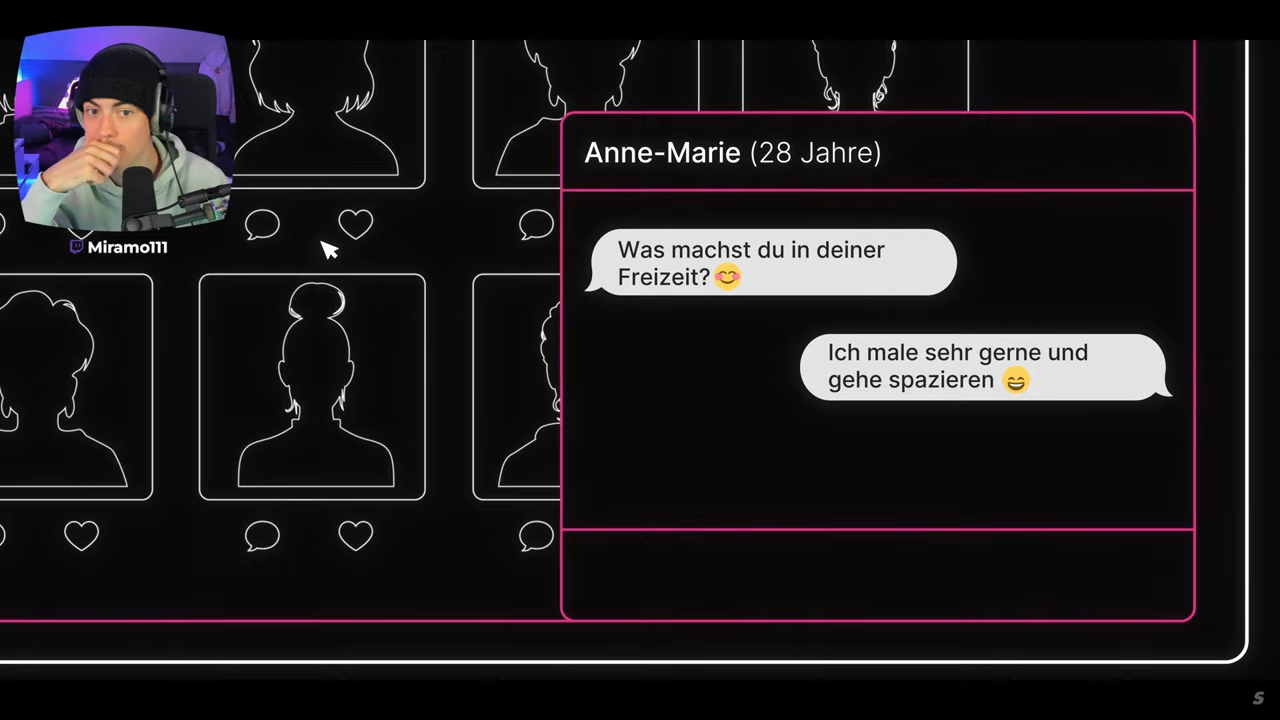 Miramo111
Anne-Marie (28 Jahre)
Was machst du in deiner
Freizeit?😊
Ich male sehr gerne und
gehe spazieren 😄
S